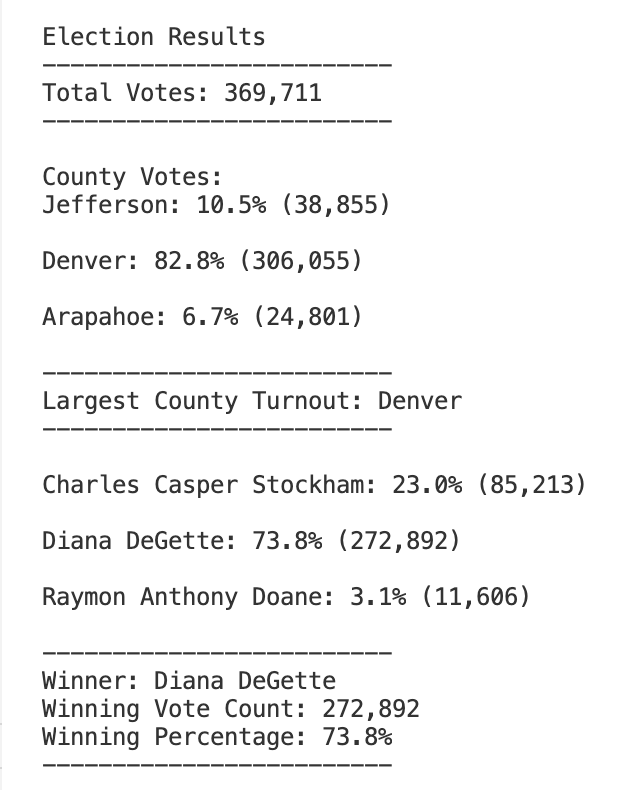 Election Results
-------------------------
Total Votes: 369,711
-------------------------
County Votes:
Jefferson: 10.5% (38,855)
Denver: 82.8% (306,055)
Arapahoe: 6.7% (24,801)
-------------------------
Largest County Turnout: Denver
-------------------------
Charles Casper Stockham: 23.0% (85,213)
Diana DeGette: 73.8% (272,892)
Raymon Anthony Doane: 3.1% (11,606)
-------------------------
Winner: Diana DeGette
Winning Vote Count: 272,892
Winning Percentage: 73.8%
-------------------------